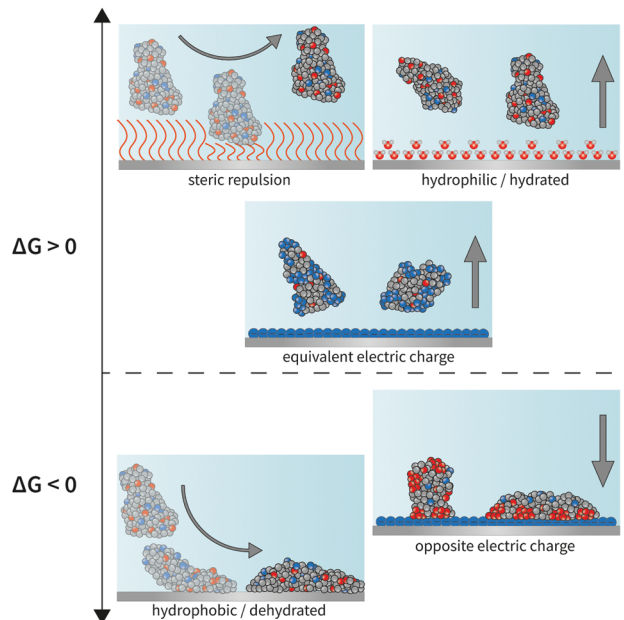 steric repulsion
hydrophilic / hydrated
ΔG > 0
equivalent electric charge
ΔG < 0
opposite electric charge
hydrophobic / dehydrated